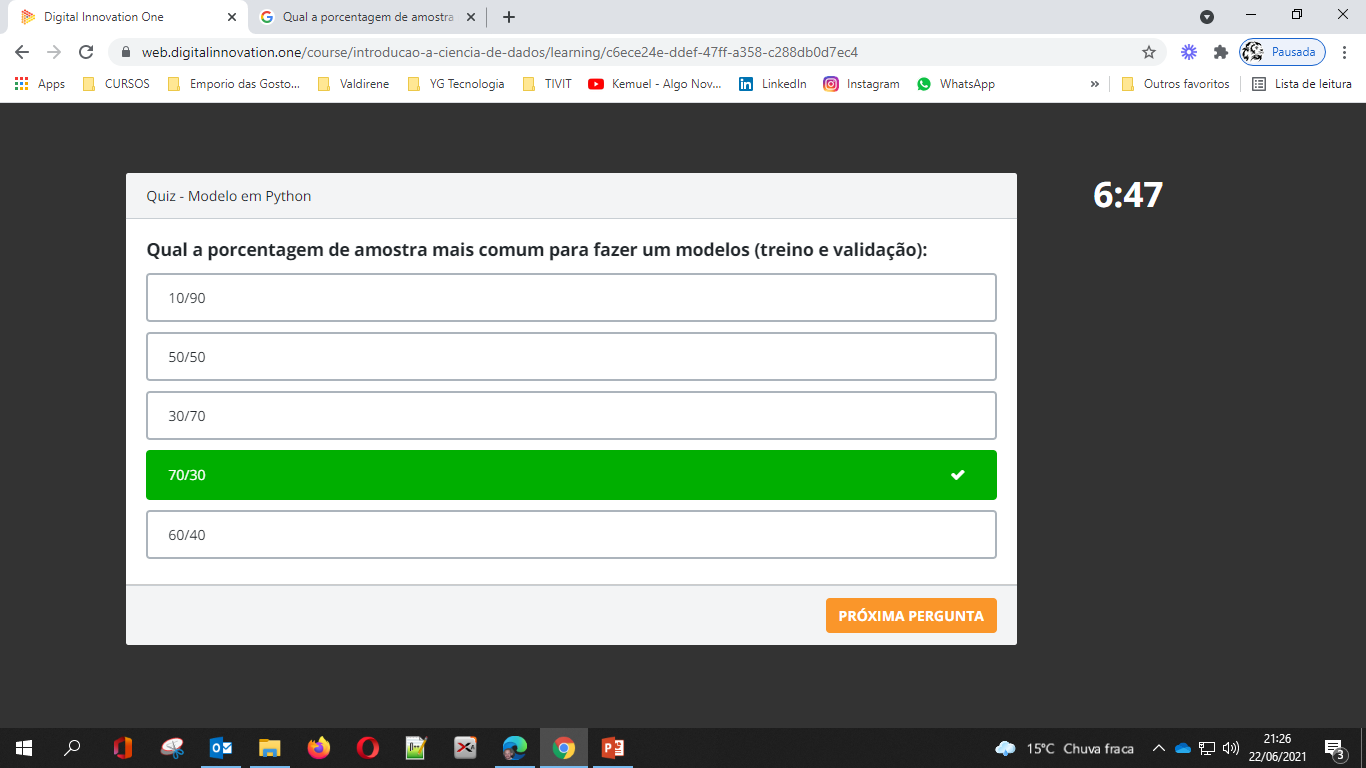 Digital Innovation One
Qual a porcentagem de amostra
web.digitalinnovation.one/course/introducao-a-ciencia-de-dados/learning/c6ece24e-ddef-47ff-a358-c288db0d7ec4
Pausada
Apps
CURSOS
Emporio das Gosto...
Valdirene
YG Tecnologia
TIVIT
Kemuel - Algo Nov...
LinkedIn
Instagram
WhatsApp
»
Outros favoritos
Lista de leitura
Quiz - Modelo em Python
6:47
Qual a porcentagem de amostra mais comum para fazer um modelos (treino e validação):
10/90
50/50
30/70
70/30
60/40
PRÓXIMA PERGUNTA
15°C Chuva fraca
21:26
22/06/2021
3